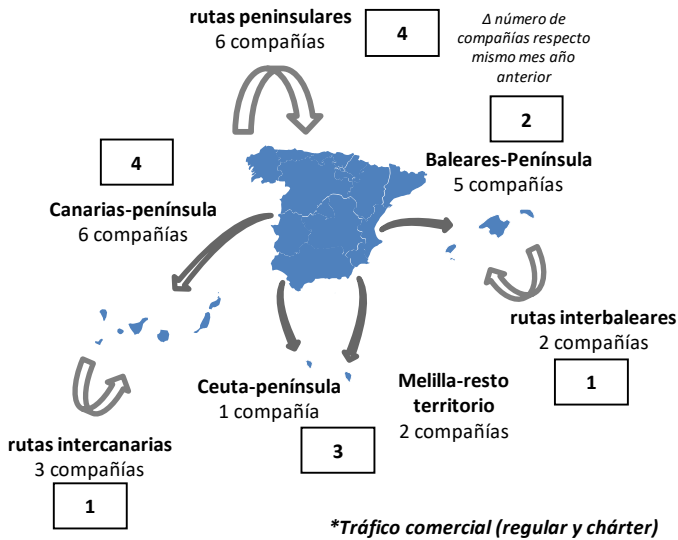 rutas peninsulares
6 compañías
4
Δ número de
compañías respecto
mismo mes año
anterior
2
Baleares-Península
5 compañías
4
Canarias-península
6 compañías
rutas interbaleares
2 compañías
1
Ceuta-península
1 compañía
3
Melilla-resto
territorio
2 compañías
rutas intercanarias
3 compañías
1
*Tráfico comercial (regular y chárter)